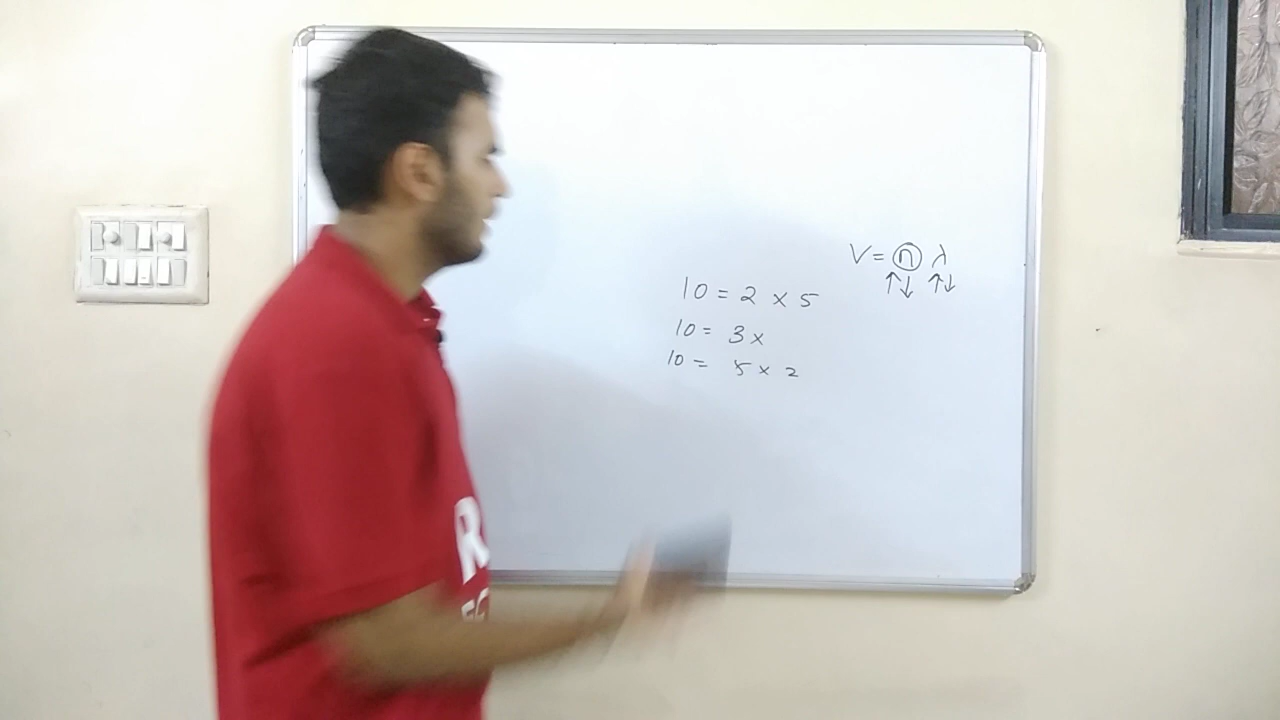 V = n λ
↑↓ ↑↓
10 = 2 × 5
10 = 3 ×
10 = 5 × 2
R